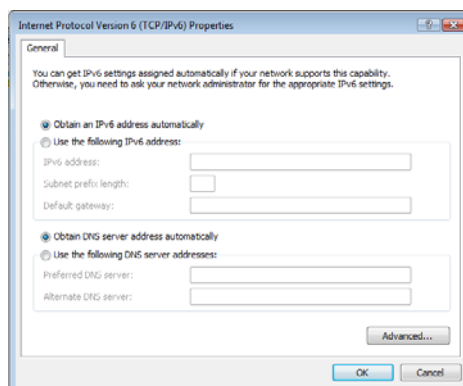 Internet Protocol Version 6 (TCP/IPv6) Properties
General
You can get IPv6 settings assigned automatically if your network supports this capability.
Otherwise, you need to ask your network administrator for the appropriate IPv6 settings.
Obtain an IPv6 address automatically
Use the following IPv6 address:
IPv6 address:
Subnet prefix length:
Default gateway:
Obtain DNS server address automatically
Use the following DNS server addresses:
Preferred DNS server:
Alternate DNS server:
Advanced...
OK
Cancel